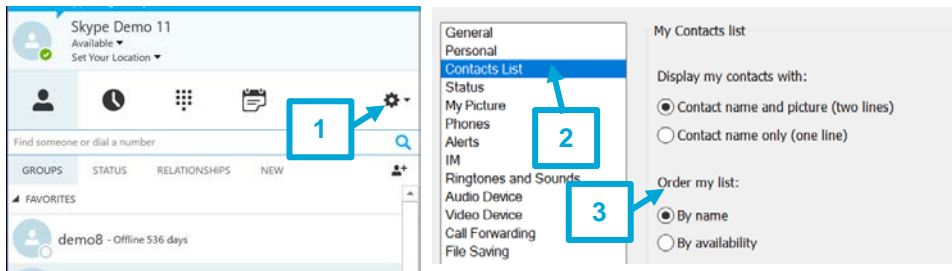 Skype Demo 11
Available
Set Your Location
1
Find someone or dial a number
GROUPS STATUS RELATIONSHIPS NEW
FAVORITES
demo8 - Offline 536 days
General
Personal
Contacts List
Status
My Picture
Phones
Alerts
IM
Ringtones and Sounds
Audio Device
Video Device
Call Forwarding
File Saving
2
My Contacts list
Display my contacts with:
Contact name and picture (two lines)
Contact name only (one line)
3
Order my list:
By name
By availability